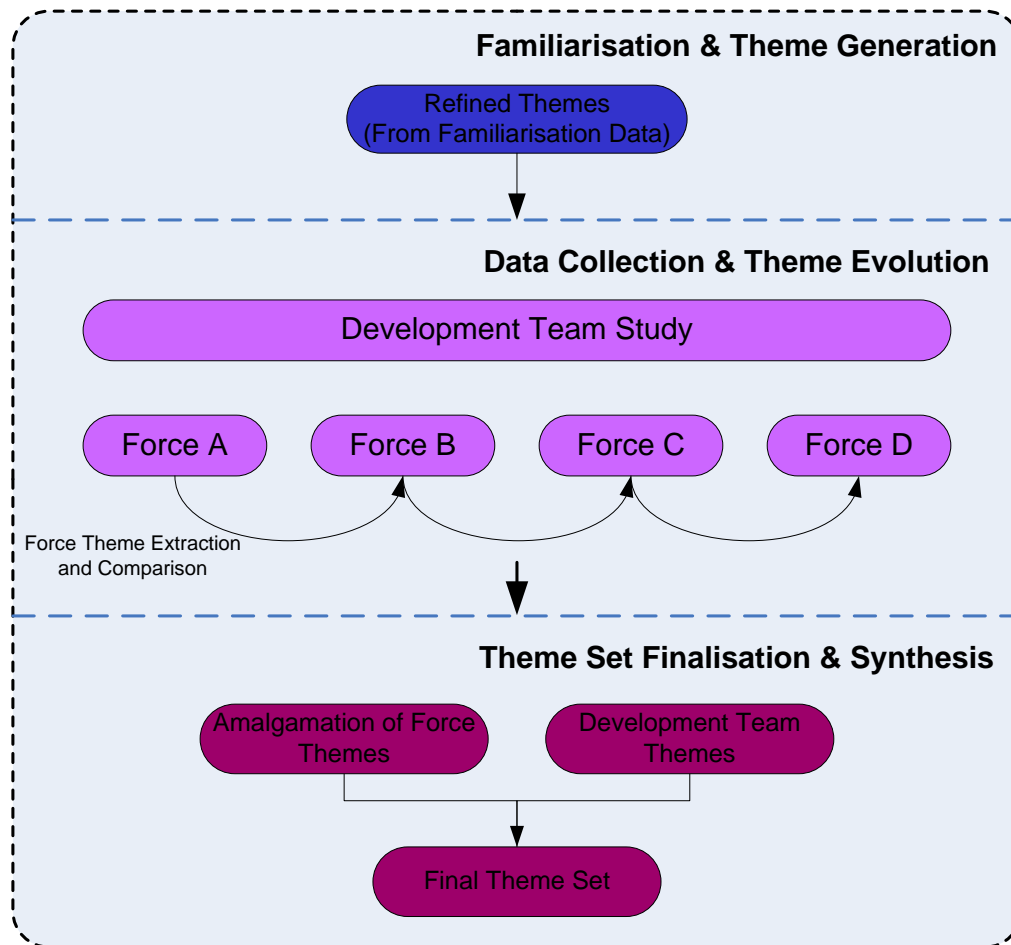 Familiarisation & Theme Generation
Refined Themes
(From Familiarisation Data)
Data Collection & Theme Evolution
Development Team Study
Force A
Force B
Force C
Force D
Force Theme Extraction
and Comparison
Theme Set Finalisation & Synthesis
Amalgamation of Force
Themes
Development Team
Themes
Final Theme Set